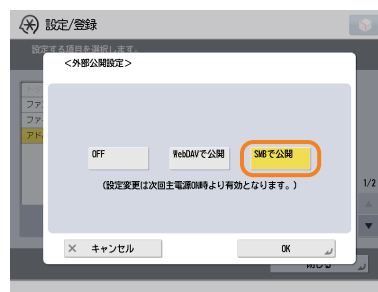 設定/登録
設定する項目を選択します。
<外部公開設定>
ファ
ファ
アド
OFF
WebDAVで公開
SMBで公開
(設定変更は次回主電源ON時より有効となります。)
1/2
× キャンセル
OK